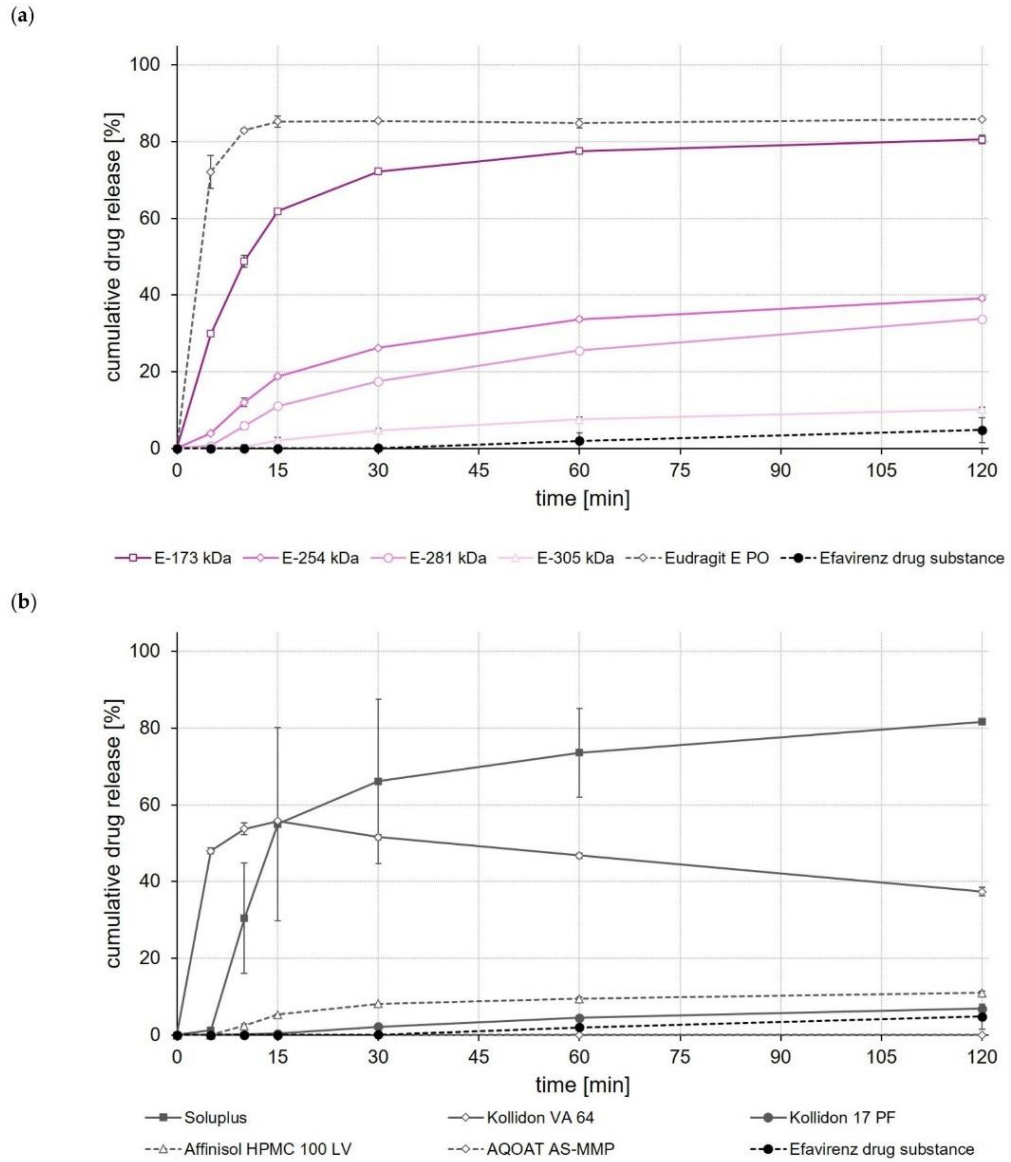 (a)
cumulative drug release [%]
100
80
60
40
20
0
0 15 30 45 60 75 90 105 120
time [min]
E-173 kDa E-254 kDa E-281 kDa E-305 kDa Eudragit E PO Efavirenz drug substance
(b)
cumulative drug release [%]
100
80
60
40
20
0
0 15 30 45 60 75 90 105 120
time [min]
Soluplus Kollidon VA 64 Kollidon 17 PF
Affinisol HPMC 100 LV AQOAT AS-MMP Efavirenz drug substance